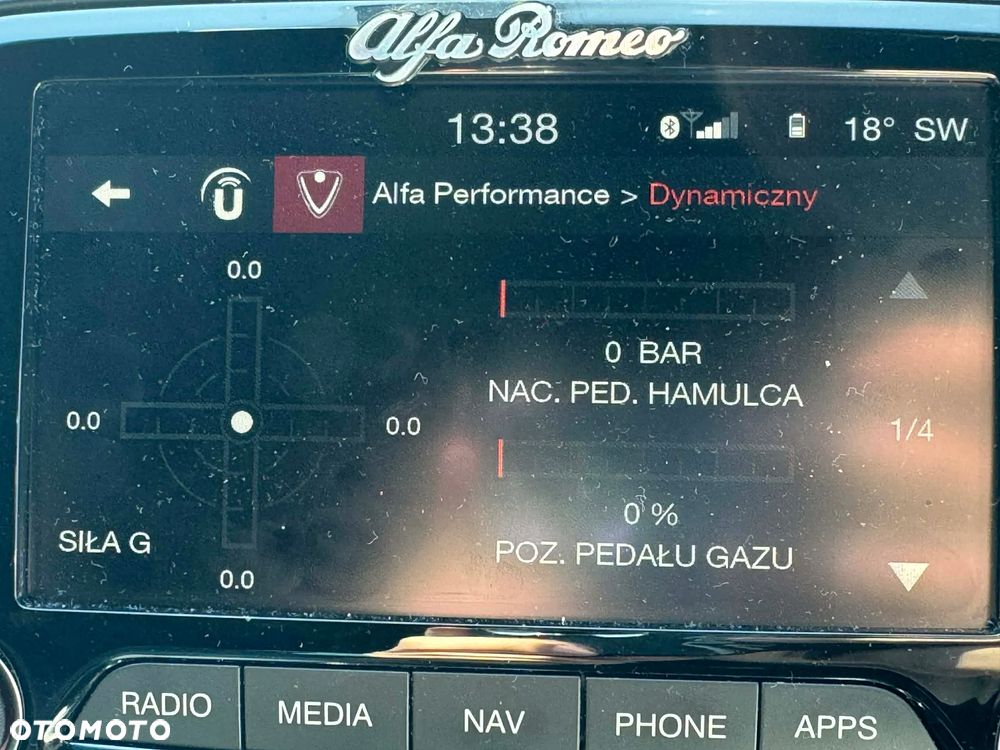 Alfa Romeo
13:38
18° SW
U
Alfa Performance > Dynamiczny
0.0
0 BAR
NAC. PED. HAMULCA
0.0
0.0
1/4
0 %
SIŁA G
POZ. PEDAŁU GAZU
0.0
RADIO
MEDIA
NAV
PHONE
APPS
OTOMOTO